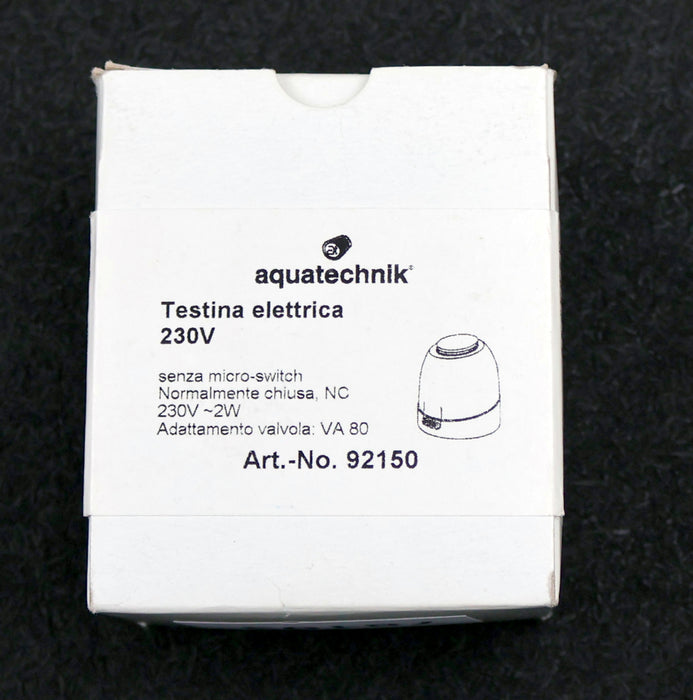 aquatechnik®
Testina elettrica
230V
senza micro-switch
Normalmente chiusa, NC
230V ~2W
Adattamento valvola: VA 80
Art.-No. 92150